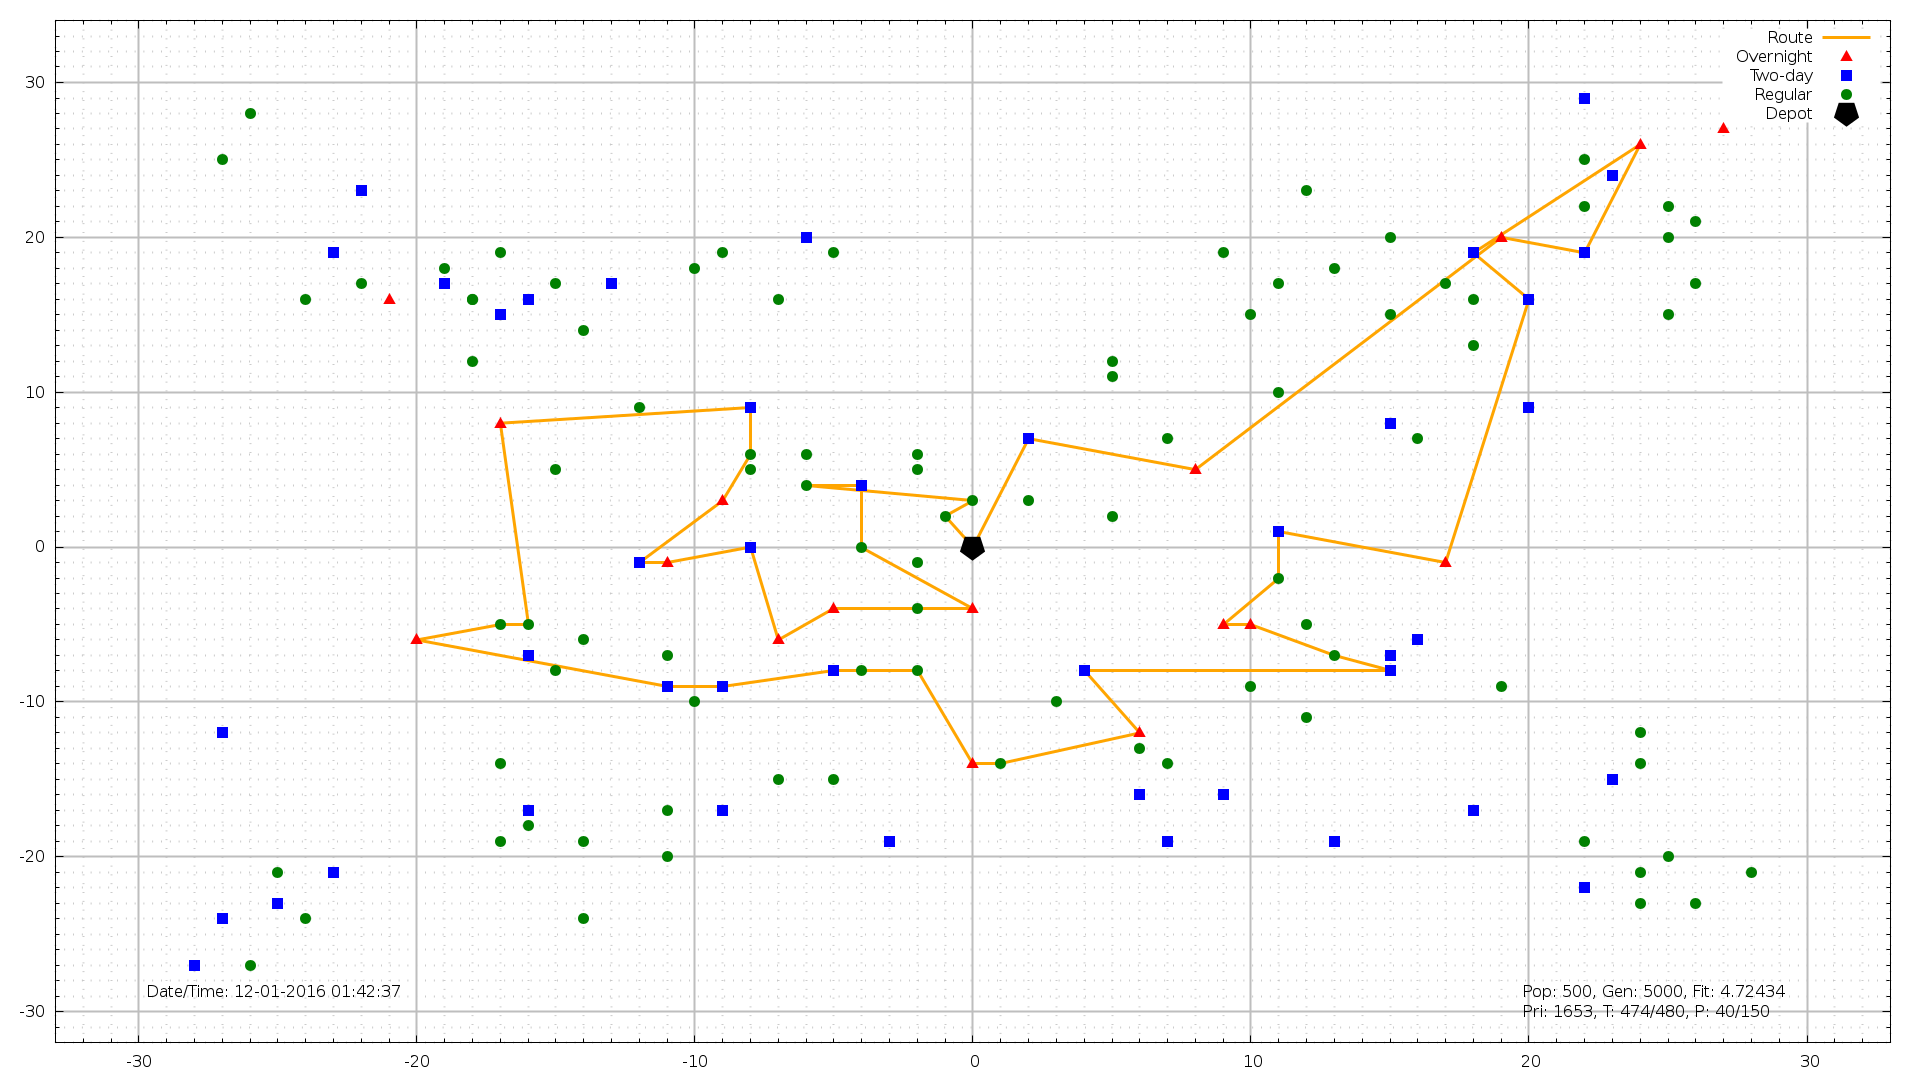 Route
Overnight
Two-day
Regular
Depot
30
20
10
0
-10
-20
-30
Date/Time: 12-01-2016 01:42:37
Pop: 500, Gen: 5000, Fit: 4.72434
Pri: 1653, T: 474/480, P: 40/150
-30 -20 -10 0 10 20 30